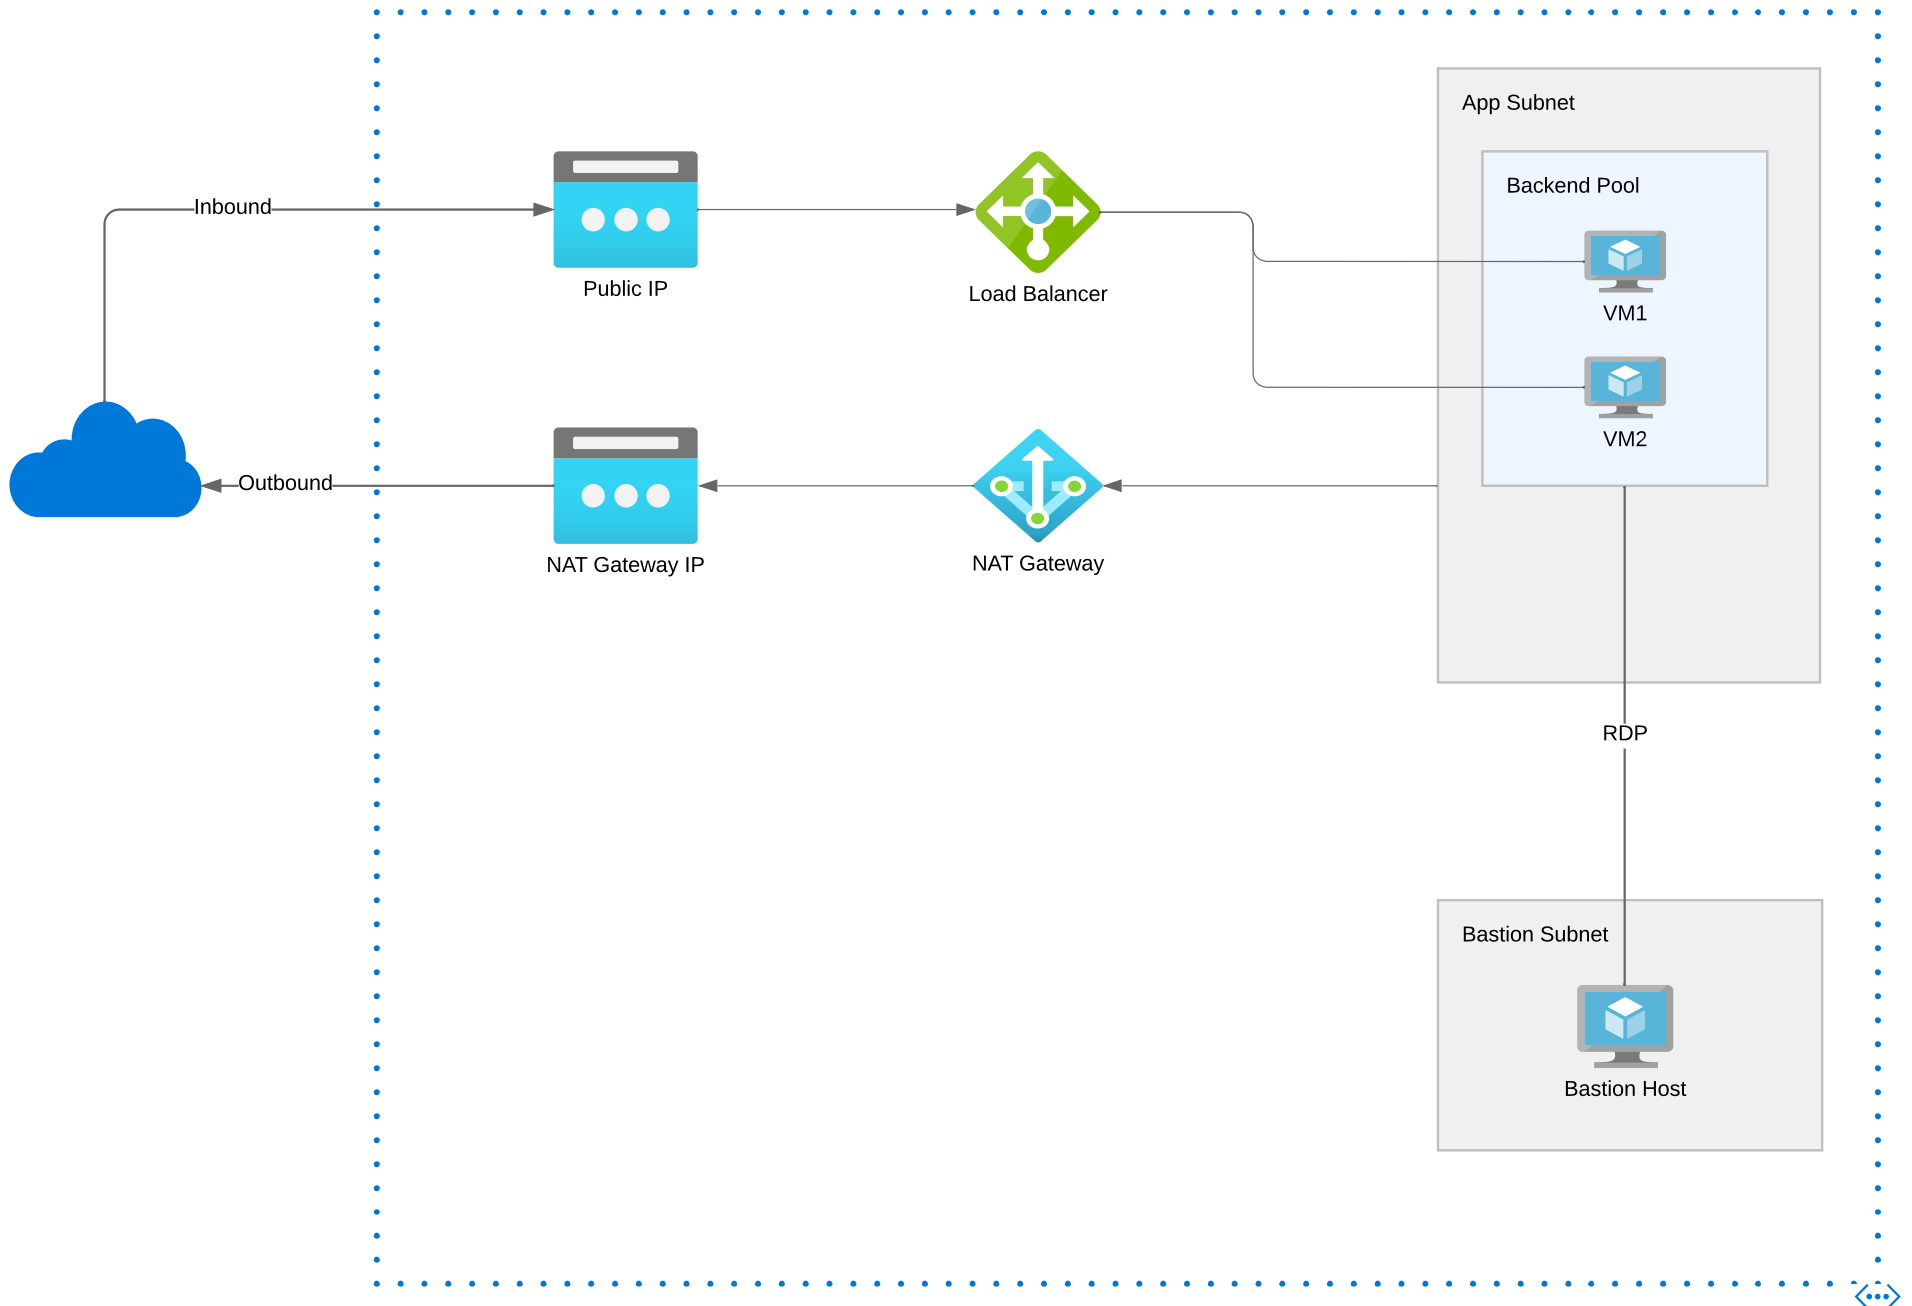 App Subnet
Backend Pool
Inbound
Public IP
Load Balancer
VM1
VM2
Outbound
NAT Gateway IP
NAT Gateway
RDP
Bastion Subnet
Bastion Host